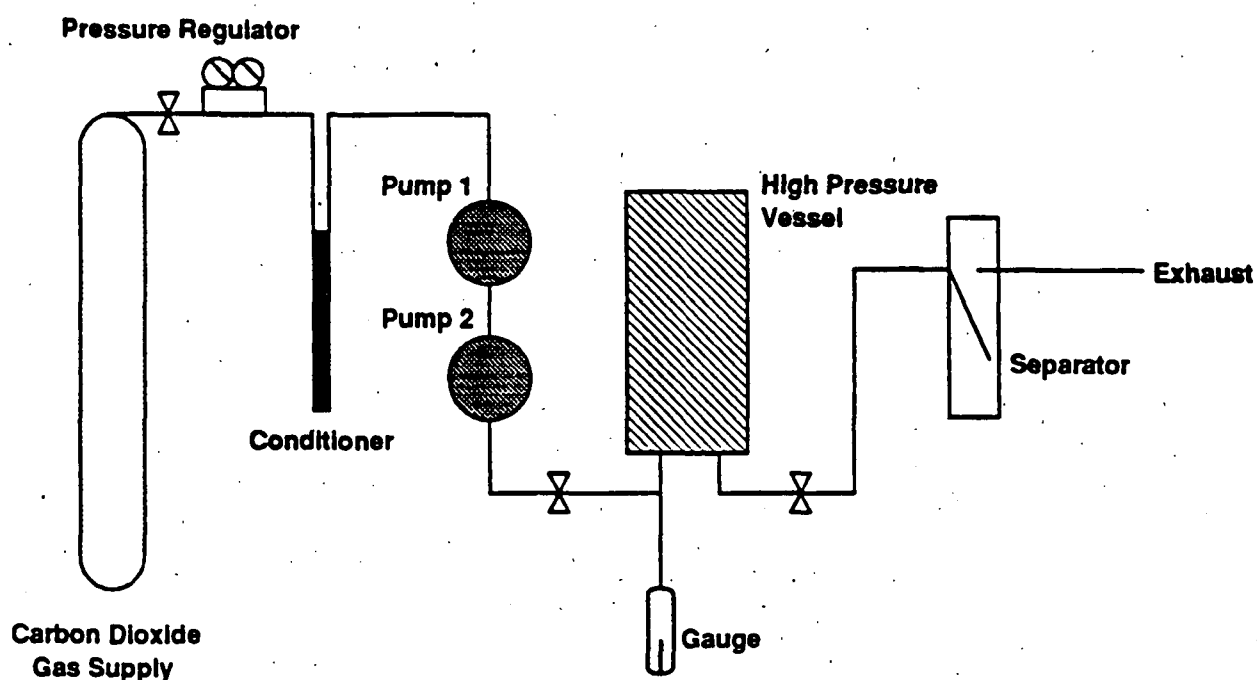 Pressure Regulator
Pump 1
High Pressure
Vessel
Exhaust
Pump 2
Separator
Conditioner
Gauge
Carbon Dioxide
Gas Supply